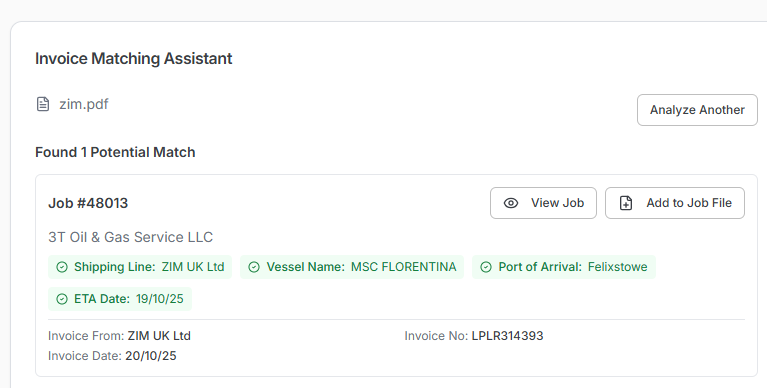 Invoice Matching Assistant
zim.pdf
Analyze Another
Found 1 Potential Match
Job #48013
View Job
Add to Job File
3T Oil & Gas Service LLC
Shipping Line: ZIM UK Ltd
Vessel Name: MSC FLORENTINA
Port of Arrival: Felixstowe
ETA Date: 19/10/25
Invoice From: ZIM UK Ltd
Invoice No: LPLR314393
Invoice Date: 20/10/25